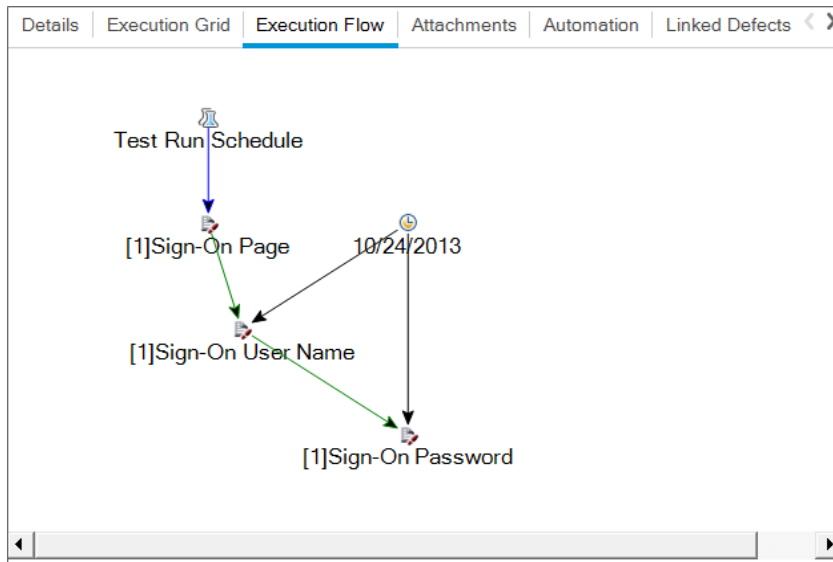 Details Execution Grid Execution Flow Attachments Automation Linked Defects
Test Run Schedule
[1]Sign-On Page
10/24/2013
[1]Sign-On User Name
[1]Sign-On Password